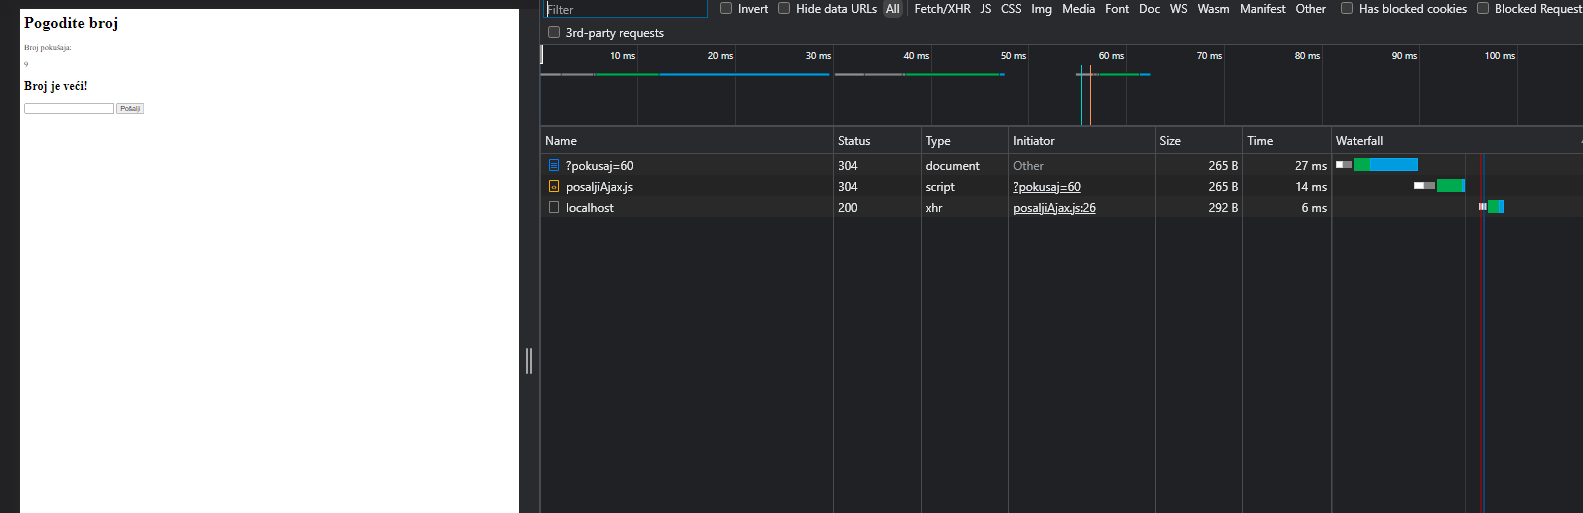 Pogodite broj
Broj pokušaja:
9
Broj je veći!
Pošalji
Filter
Invert
Hide data URLs
All
Fetch/XHR JS CSS Img Media Font Doc WS Wasm Manifest Other
Has blocked cookies
Blocked Request
3rd-party requests
10 ms 20 ms 30 ms 40 ms 50 ms 60 ms 70 ms 80 ms 90 ms 100 ms
Name Status Type Initiator Size Time Waterfall
?pokusaj=60 304 document Other 265 B 27 ms
posaljiAjax.js 304 script ?pokusaj=60 265 B 14 ms
localhost 200 xhr posaljiAjax.js:26 292 B 6 ms